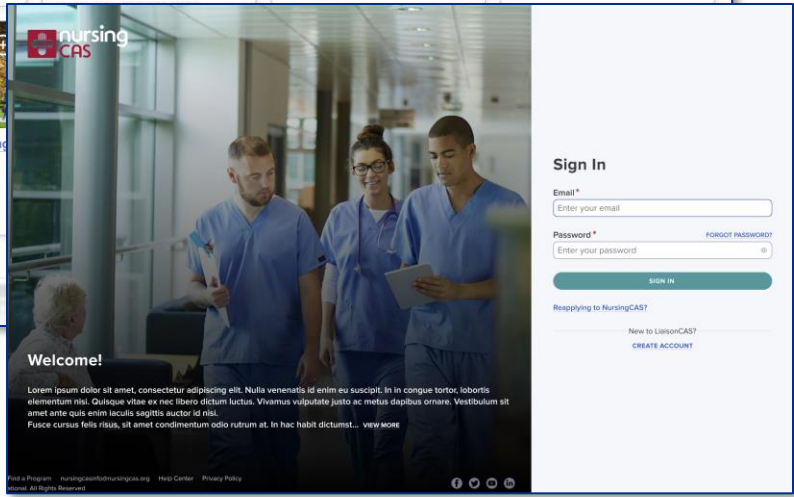 nursing
CAS
Welcome!
Lorem ipsum dolor sit amet, consectetur adipiscing elit. Nulla venenatis id enim eu suscipit. In in congue tortor, lobortis
elementum nisi. Quisque vitae ex nec libero dictum luctus. Vivamus vulputate justo ac metus dapibus ornare. Vestibulum sit
amet ante quis enim iaculis sagittis auctor id nisi.
Fusce cursus felis risus, sit amet condimentum odio rutrum at. In hac habit dictumst... VIEW MORE
Find a Program nursingcasinfo@nursingcas.org Help Center Privacy Policy
ational. All Rights Reserved
Sign In
Email *
Enter your email
Password * FORGOT PASSWORD?
Enter your password
SIGN IN
Reapplying to NursingCAS?
New to LiaisonCAS?
CREATE ACCOUNT